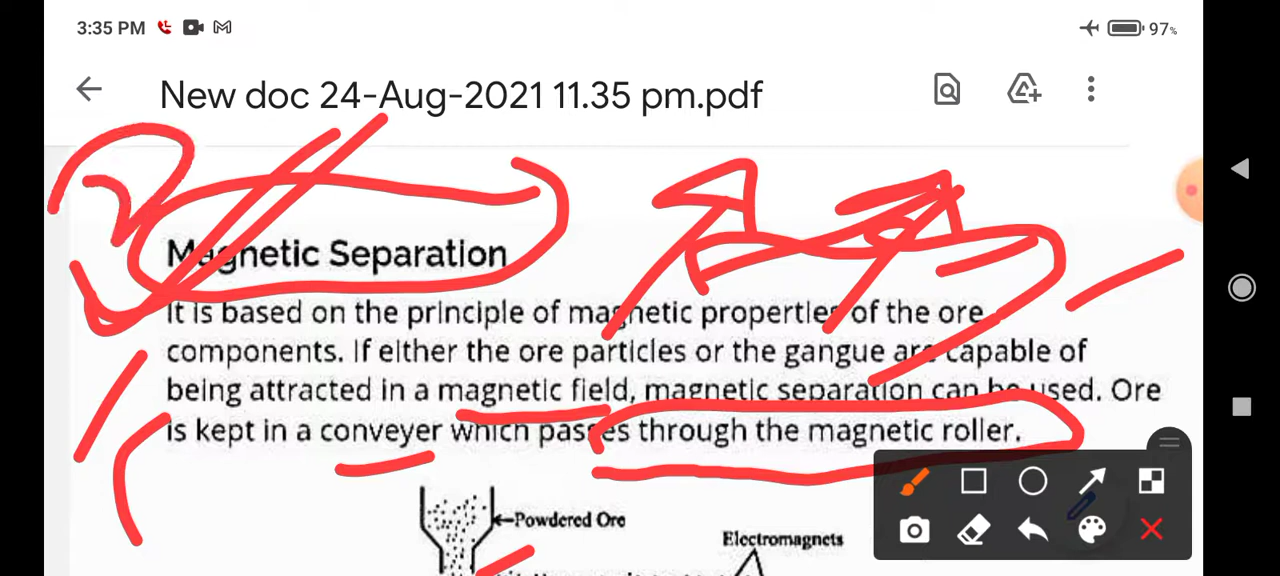 3:35 PM
97%
New doc 24-Aug-2021 11.35 pm.pdf
Magnetic Separation
It is based on the principle of magnetic properties of the ore
components. If either the ore particles or the gangue are capable of
being attracted in a magnetic field, magnetic separation can be used. Ore
is kept in a conveyer which passes through the magnetic roller.
Powdered Ore
Electromagnets